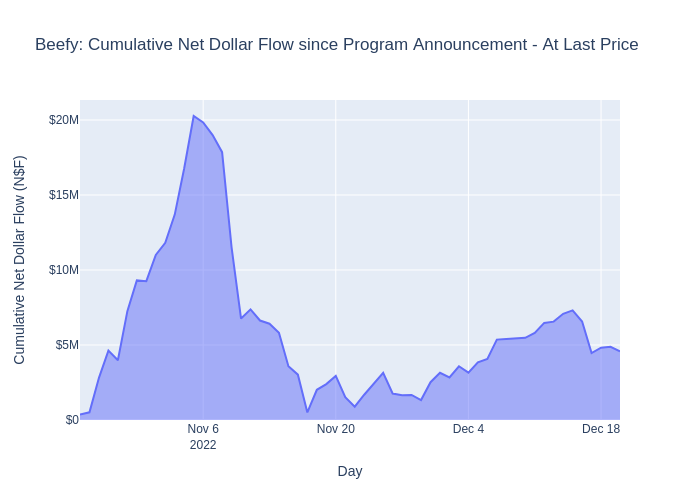 Beefy: Cumulative Net Dollar Flow since Program Announcement - At Last Price
Cumulative Net Dollar Flow (N$F)
$20M
$15M
$10M
$5M
$0
Nov 6
2022
Nov 20
Dec 4
Dec 18
Day